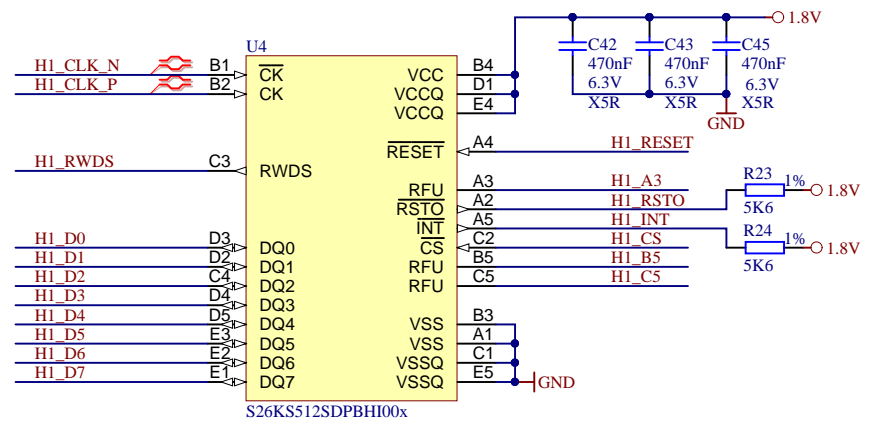 U4
1.8V
H1_CLK_N B1 CK VCC B4
C42 C43 C45
470nF 470nF 470nF
H1_CLK_P B2 CK VCCQ D1
6.3V 6.3V 6.3V
X5R X5R X5R
VCCQ E4
GND
RESET A4 H1_RESET
H1_RWDS C3 RWDS
RFU A3 H1_A3 R23 1% 1.8V
RSTO A2 H1_RSTO 5K6
INT A5 H1_INT
R24 1% 1.8V
H1_D0 D3 DQ0 CS C2 H1_CS
5K6
H1_D1 D2 DQ1 RFU B5 H1_B5
H1_D2 C4 DQ2 RFU C5 H1_C5
H1_D3 D4 DQ3
H1_D4 D5 DQ4 VSS B3
H1_D5 E3 DQ5 VSS A1
H1_D6 E2 DQ6 VSSQ C1
H1_D7 E1 DQ7 VSSQ E5 GND
S26KS512SDPBHI00x